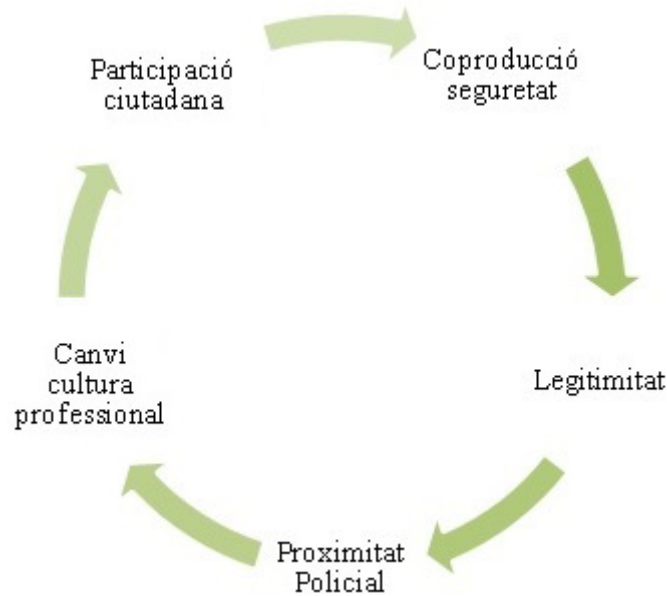 Participació
ciutadana
Coproducció
seguretat
Legitimitat
Proximitat
Policial
Canvi
cultura
professional